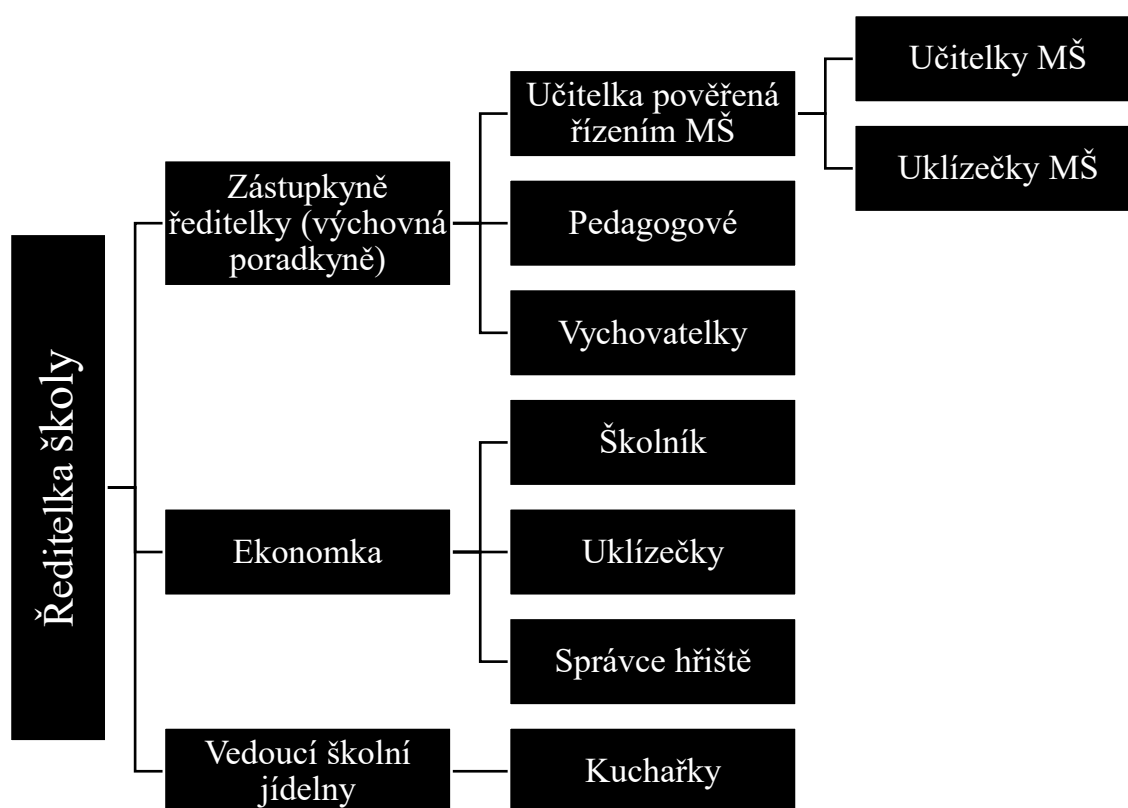 Ředitelka školy
Zástupkyně
ředitelky (výchovná
poradkyně)
Učitelka pověřená
řízením MŠ
Učitelky MŠ
Uklízečky MŠ
Pedagogové
Vychovatelky
Ekonomka
Školník
Uklízečky
Správce hřiště
Vedoucí školní
jídelny
Kuchařky